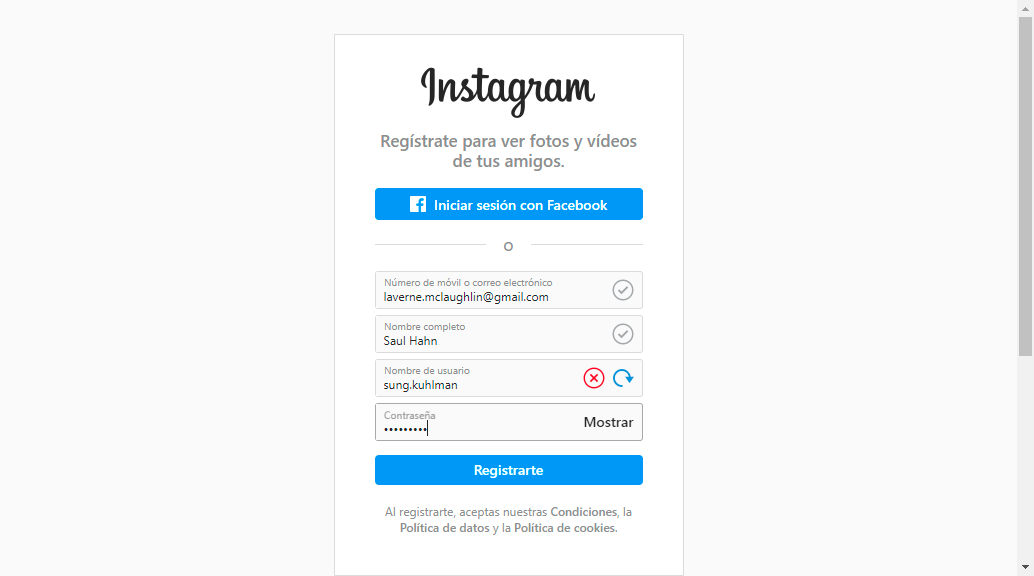 Instagram
Regístrate para ver fotos y vídeos
de tus amigos.
Iniciar sesión con Facebook
O
Número de móvil o correo electrónico
laverne.mclaughlin@gmail.com
Nombre completo
Saul Hahn
Nombre de usuario
sung.kuhlman
Contraseña
•••••••••
Mostrar
Registrarte
Al registrarte, aceptas nuestras Condiciones, la
Política de datos y la Política de cookies.